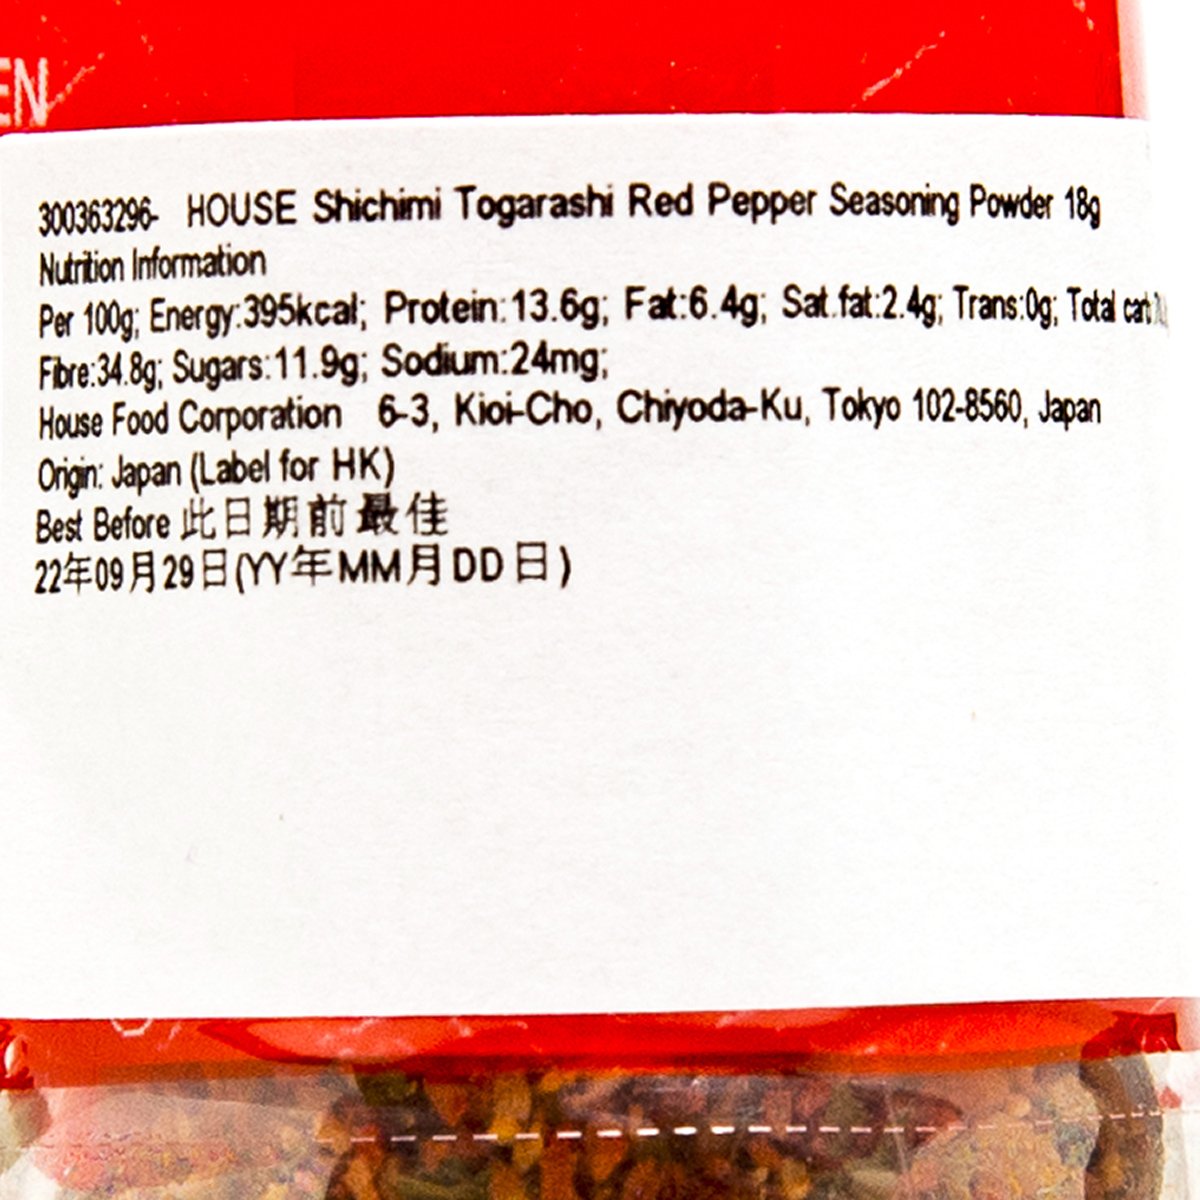 EN
300363296- HOUSE Shichimi Togarashi Red Pepper Seasoning Powder 18g
Nutrition Information
Per 100g; Energy:395kcal; Protein:13.6g; Fat:6.4g; Sat.fat:2.4g; Trans:0g; Total carb
Fibre:34.8g; Sugars:11.9g; Sodium:24mg;
House Food Corporation 6-3, Kioi-Cho, Chiyoda-Ku, Tokyo 102-8560, Japan
Origin: Japan (Label for HK)
Best Before 此日期前最佳
22年09月29日(YY年MM月DD日)